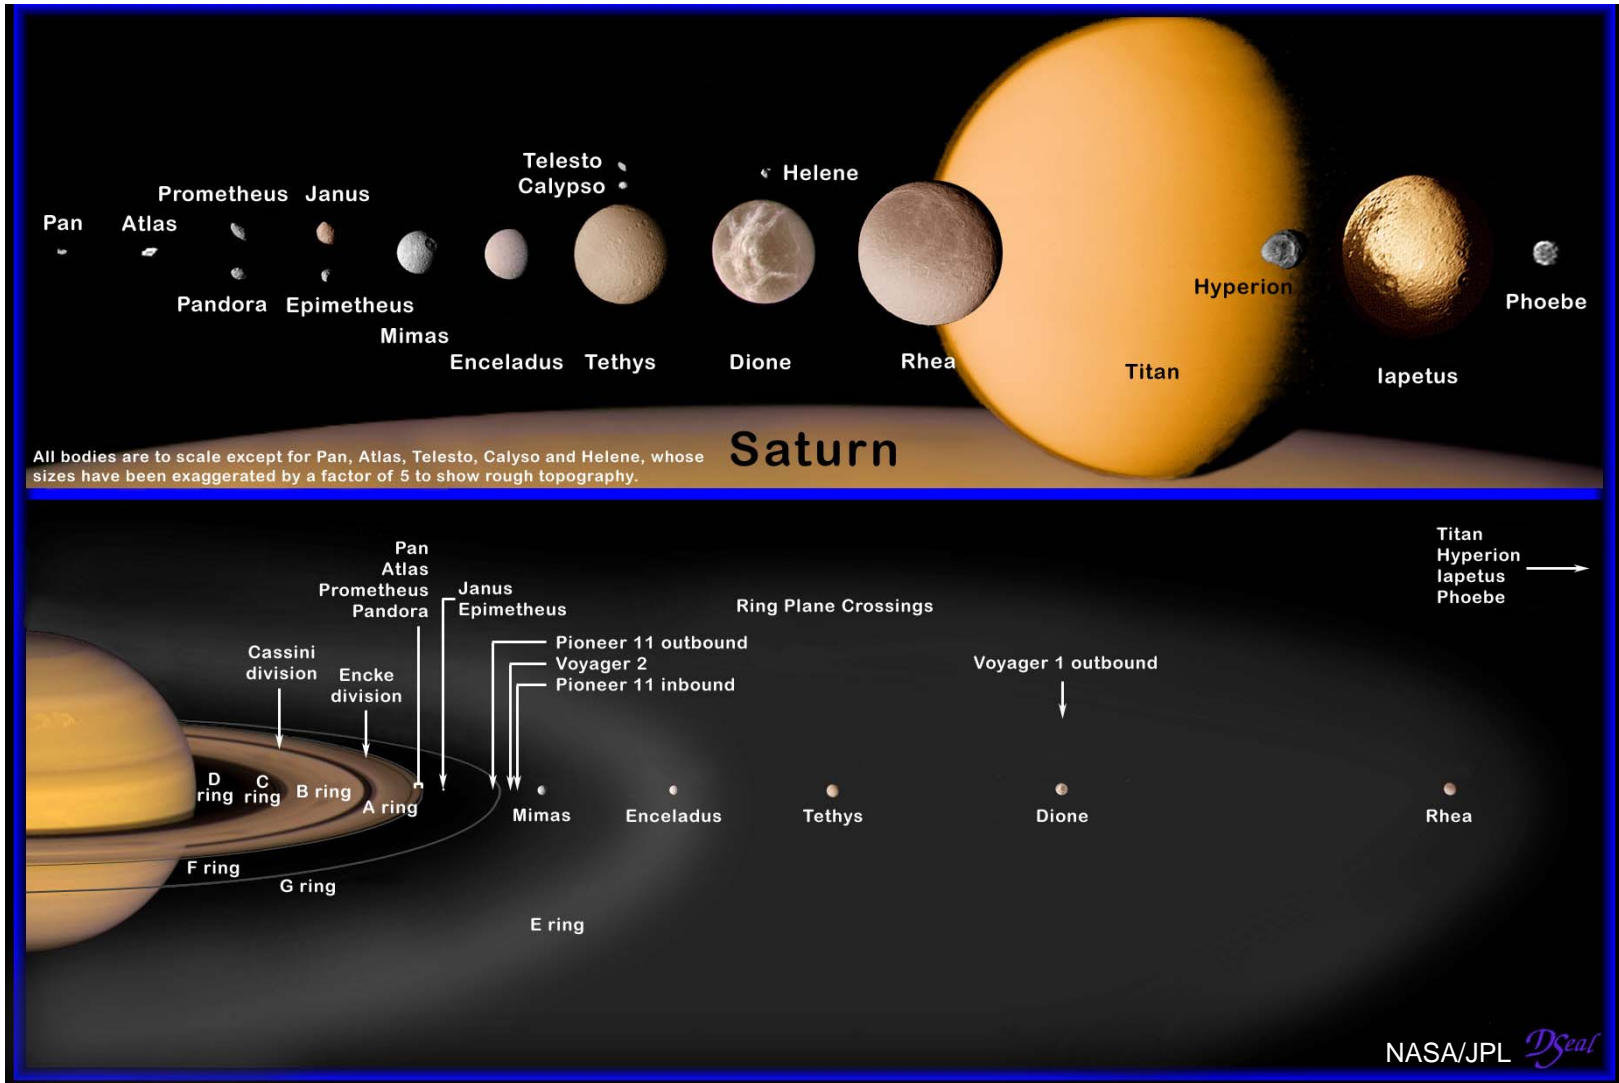 Telesto
Calypso
Helene
Prometheus
Janus
Pan
Atlas
Pandora
Epimetheus
Hyperion
Phoebe
Mimas
Enceladus
Tethys
Dione
Rhea
Titan
Iapetus
Saturn
All bodies are to scale except for Pan, Atlas, Telesto, Calyso and Helene, whose
sizes have been exaggerated by a factor of 5 to show rough topography.
Titan
Hyperion
Iapetus
Phoebe
Pan
Atlas
Prometheus
Pandora
Janus
Epimetheus
Ring Plane Crossings
Pioneer 11 outbound
Voyager 2
Pioneer 11 inbound
Voyager 1 outbound
Cassini
division
Encke
division
D
ring
C
ring
B ring
A ring
Mimas
Enceladus
Tethys
Dione
Rhea
F ring
G ring
E ring
NASA/JPL
DSeal